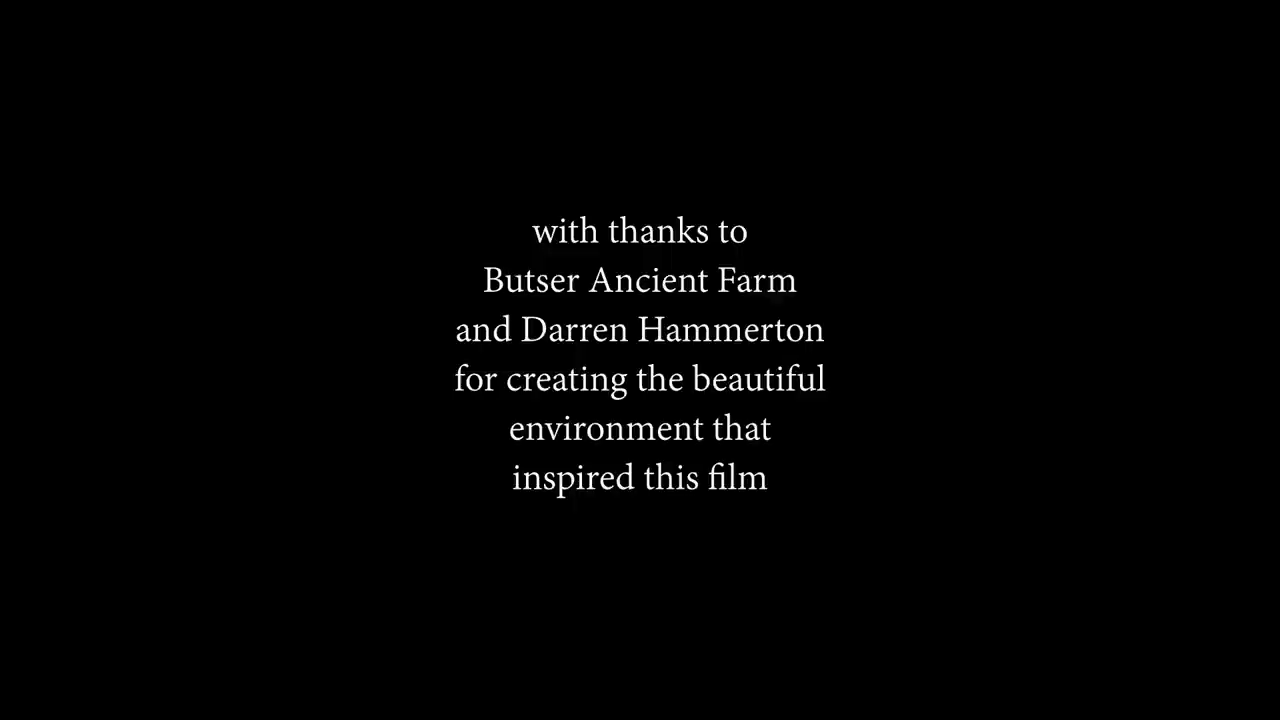 with thanks to
Butser Ancient Farm
and Darren Hammerton
for creating the beautiful
environment that
inspired this film